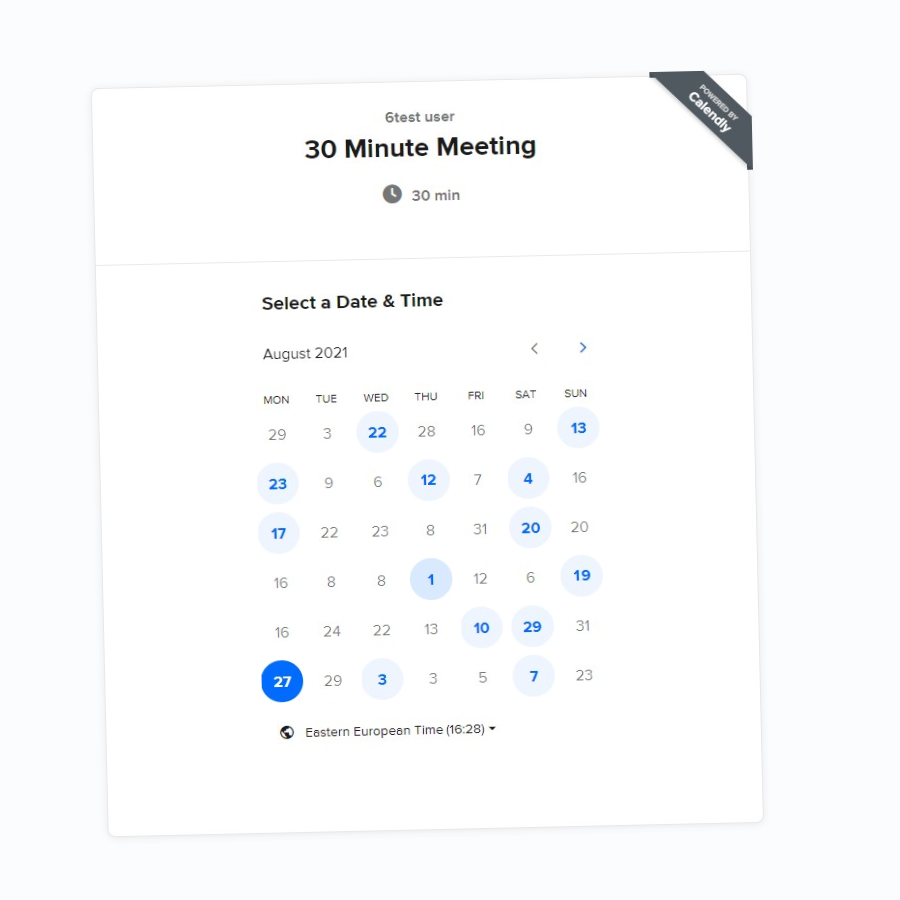 POWERED BY
Calendly
6test user
30 Minute Meeting
30 min
Select a Date & Time
August 2021
MON TUE WED THU FRI SAT SUN
29 3 22 28 16 9 13
23 9 6 12 7 4 16
17 22 23 8 31 20 20
16 8 8 1 12 6 19
16 24 22 13 10 29 31
27 29 3 3 5 7 23
Eastern European Time (16:28)